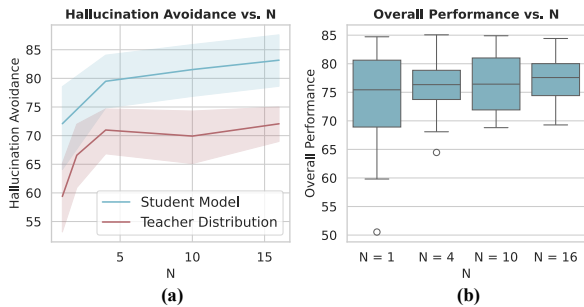 Hallucination Avoidance vs. N
Hallucination Avoidance
85
80
75
70
65
60
55
Student Model
Teacher Distribution
5
10
15
N
(a)
Overall Performance vs. N
Overall Performance
85
80
75
70
65
60
55
50
N = 1
N = 4
N = 10
N = 16
N
(b)